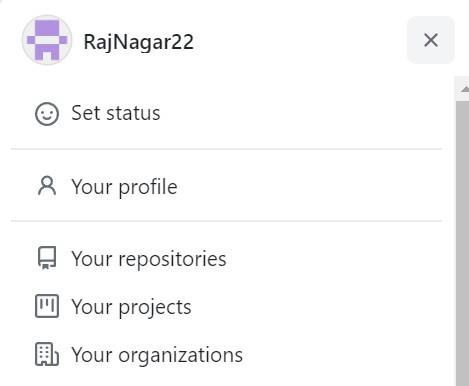 RajNagar22
Set status
Your profile
Your repositories
Your projects
Your organizations